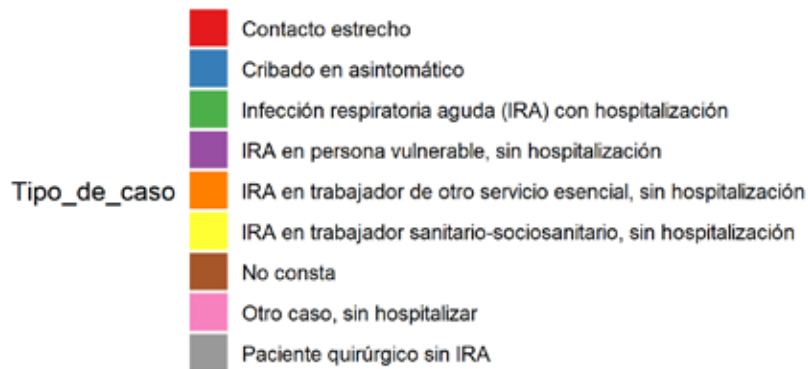 Contacto estrecho
Cribado en asintomático
Infección respiratoria aguda (IRA) con hospitalización
IRA en persona vulnerable, sin hospitalización
Tipo_de_caso
IRA en trabajador de otro servicio esencial, sin hospitalización
IRA en trabajador sanitario-sociosanitario, sin hospitalización
No consta
Otro caso, sin hospitalizar
Paciente quirúrgico sin IRA